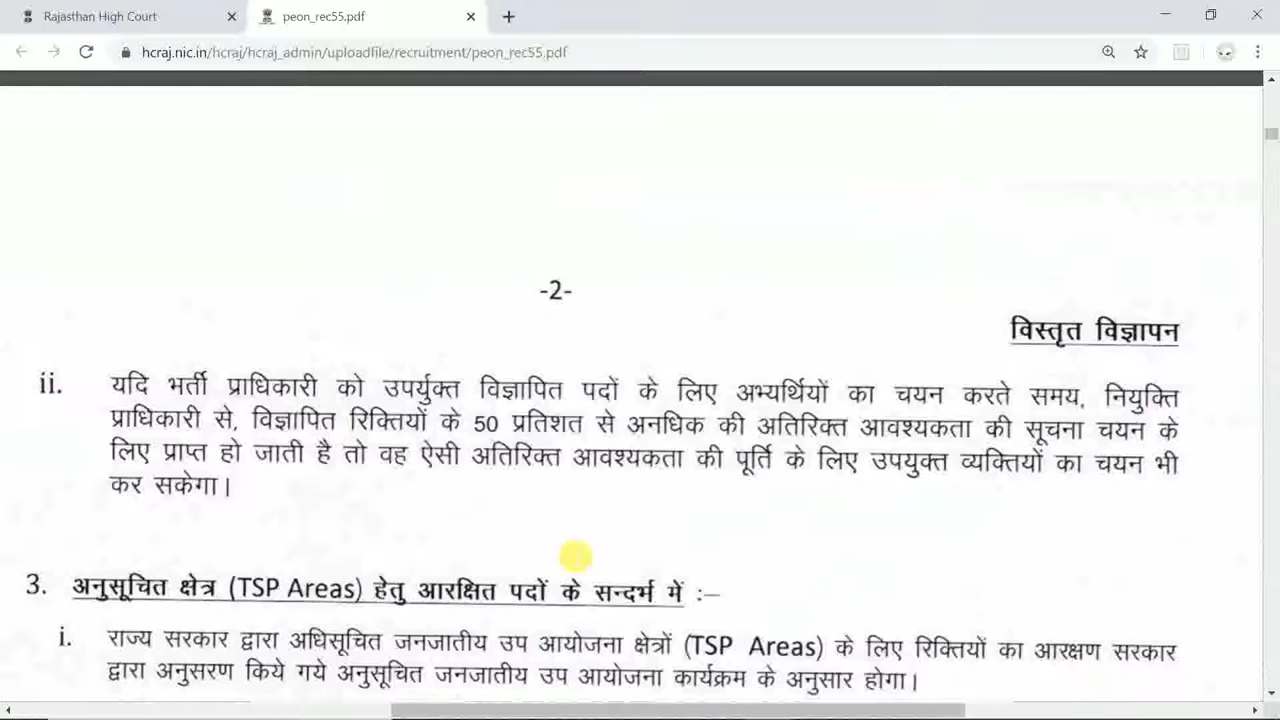 Rajasthan High Court
peon_rec55.pdf
hcraj.nic.in/hcraj/hcraj_admin/uploadfile/recruitment/peon_rec55.pdf
-2-
विस्तृत विज्ञापन
ii. यदि भर्ती प्राधिकारी को उपर्युक्त विज्ञापित पदों के लिए अभ्यर्थियों का चयन करते समय, नियुक्ति
प्राधिकारी से, विज्ञापित रिक्तियों के 50 प्रतिशत से अनधिक की अतिरिक्त आवश्यकता की सूचना चयन के
लिए प्राप्त हो जाती है तो वह ऐसी अतिरिक्त आवश्यकता की पूर्ति के लिए उपयुक्त व्यक्तियों का चयन भी
कर सकेगा।
3. अनुसूचित क्षेत्र (TSP Areas) हेतु आरक्षित पदों के सन्दर्भ में :–
i. राज्य सरकार द्वारा अधिसूचित जनजातीय उप आयोजना क्षेत्रों (TSP Areas) के लिए रिक्तियों का आरक्षण सरकार
द्वारा अनुसरण किये गये अनुसूचित जनजातीय उप आयोजना कार्यक्रम के अनुसार होगा।